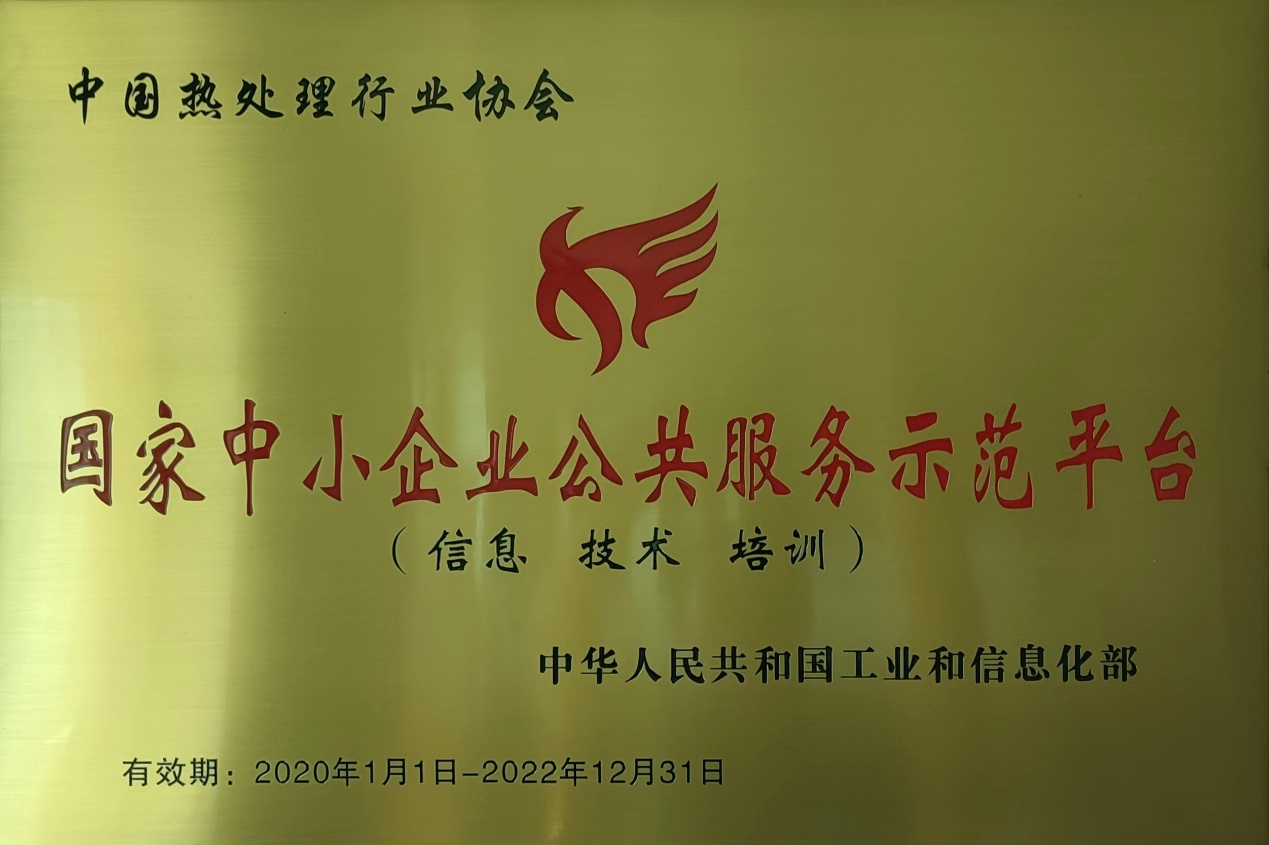 中国热处理行业协会
国家中小企业公共服务示范平台
（信息 技术 培训）
中华人民共和国工业和信息化部
有效期：2020年1月1日-2022年12月31日